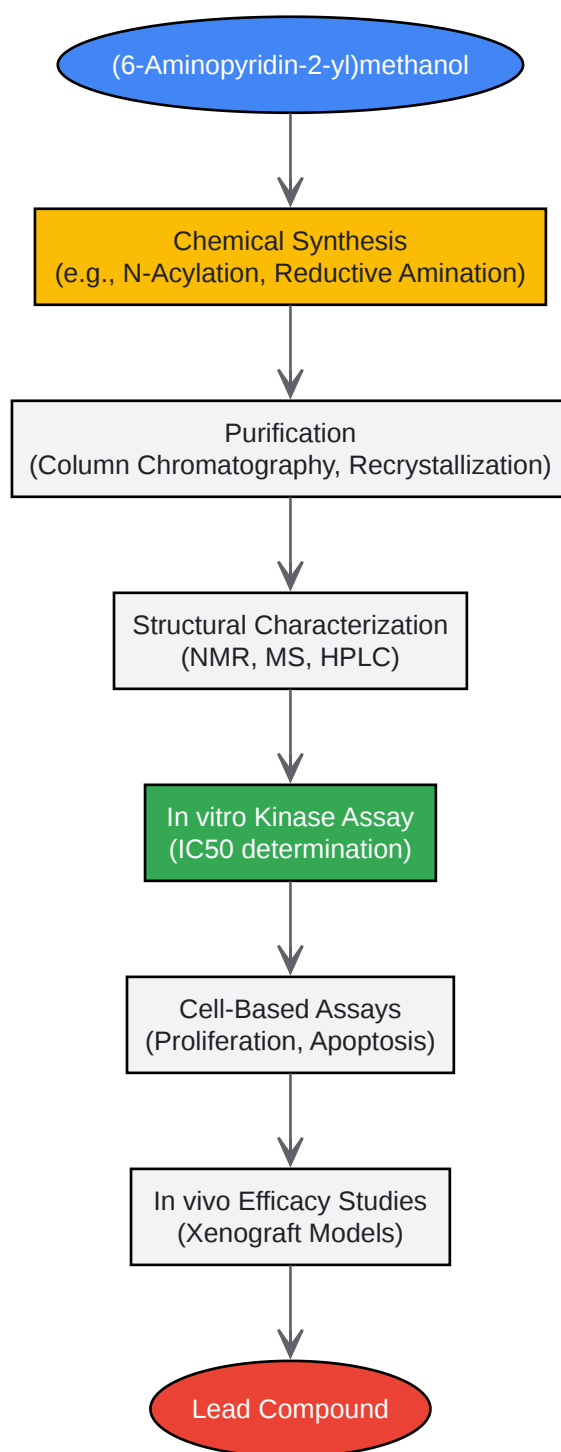 (6-Aminopyridin-2-yl)methanol
Chemical Synthesis
(e.g., N-Acylation, Reductive Amination)
Purification
(Column Chromatography, Recrystallization)
Structural Characterization
(NMR, MS, HPLC)
In vitro Kinase Assay
(IC50 determination)
Cell-Based Assays
(Proliferation, Apoptosis)
In vivo Efficacy Studies
(Xenograft Models)
Lead Compound